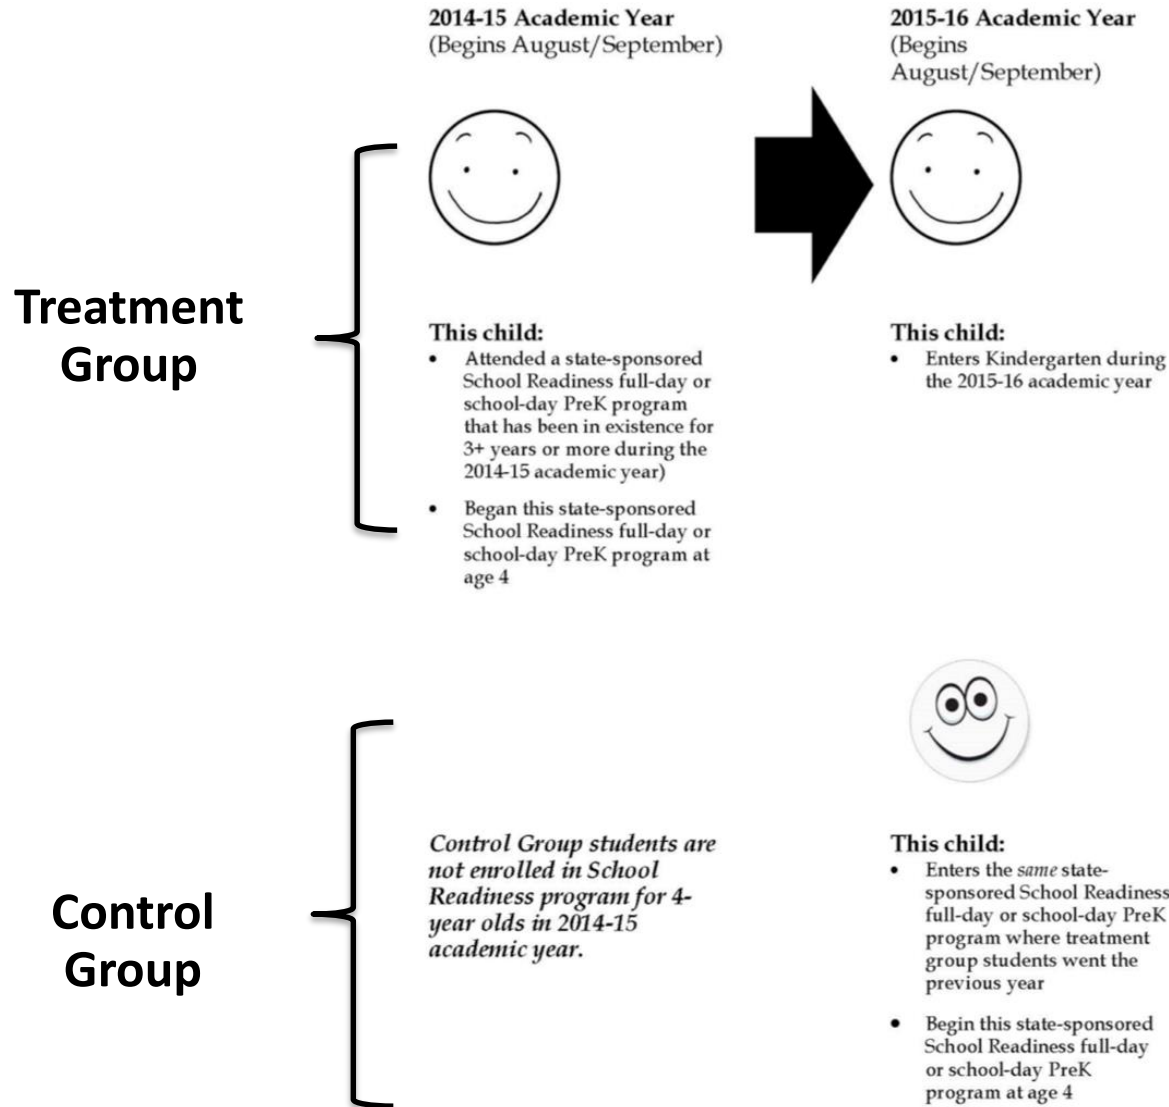 2014-15 Academic Year
(Begins August/September)
2015-16 Academic Year
(Begins
August/September)
Treatment
Group
This child:
• Attended a state-sponsored
School Readiness full-day or
school-day PreK program
that has been in existence for
3+ years or more during the
2014-15 academic year)
• Began this state-sponsored
School Readiness full-day or
school-day PreK program at
age 4
This child:
• Enters Kindergarten during
the 2015-16 academic year
Control
Group
Control Group students are
not enrolled in School
Readiness program for 4-
year olds in 2014-15
academic year.
This child:
• Enters the same state-
sponsored School Readiness
full-day or school-day PreK
program where treatment
group students went the
previous year
• Begin this state-sponsored
School Readiness full-day
or school-day PreK
program at age 4